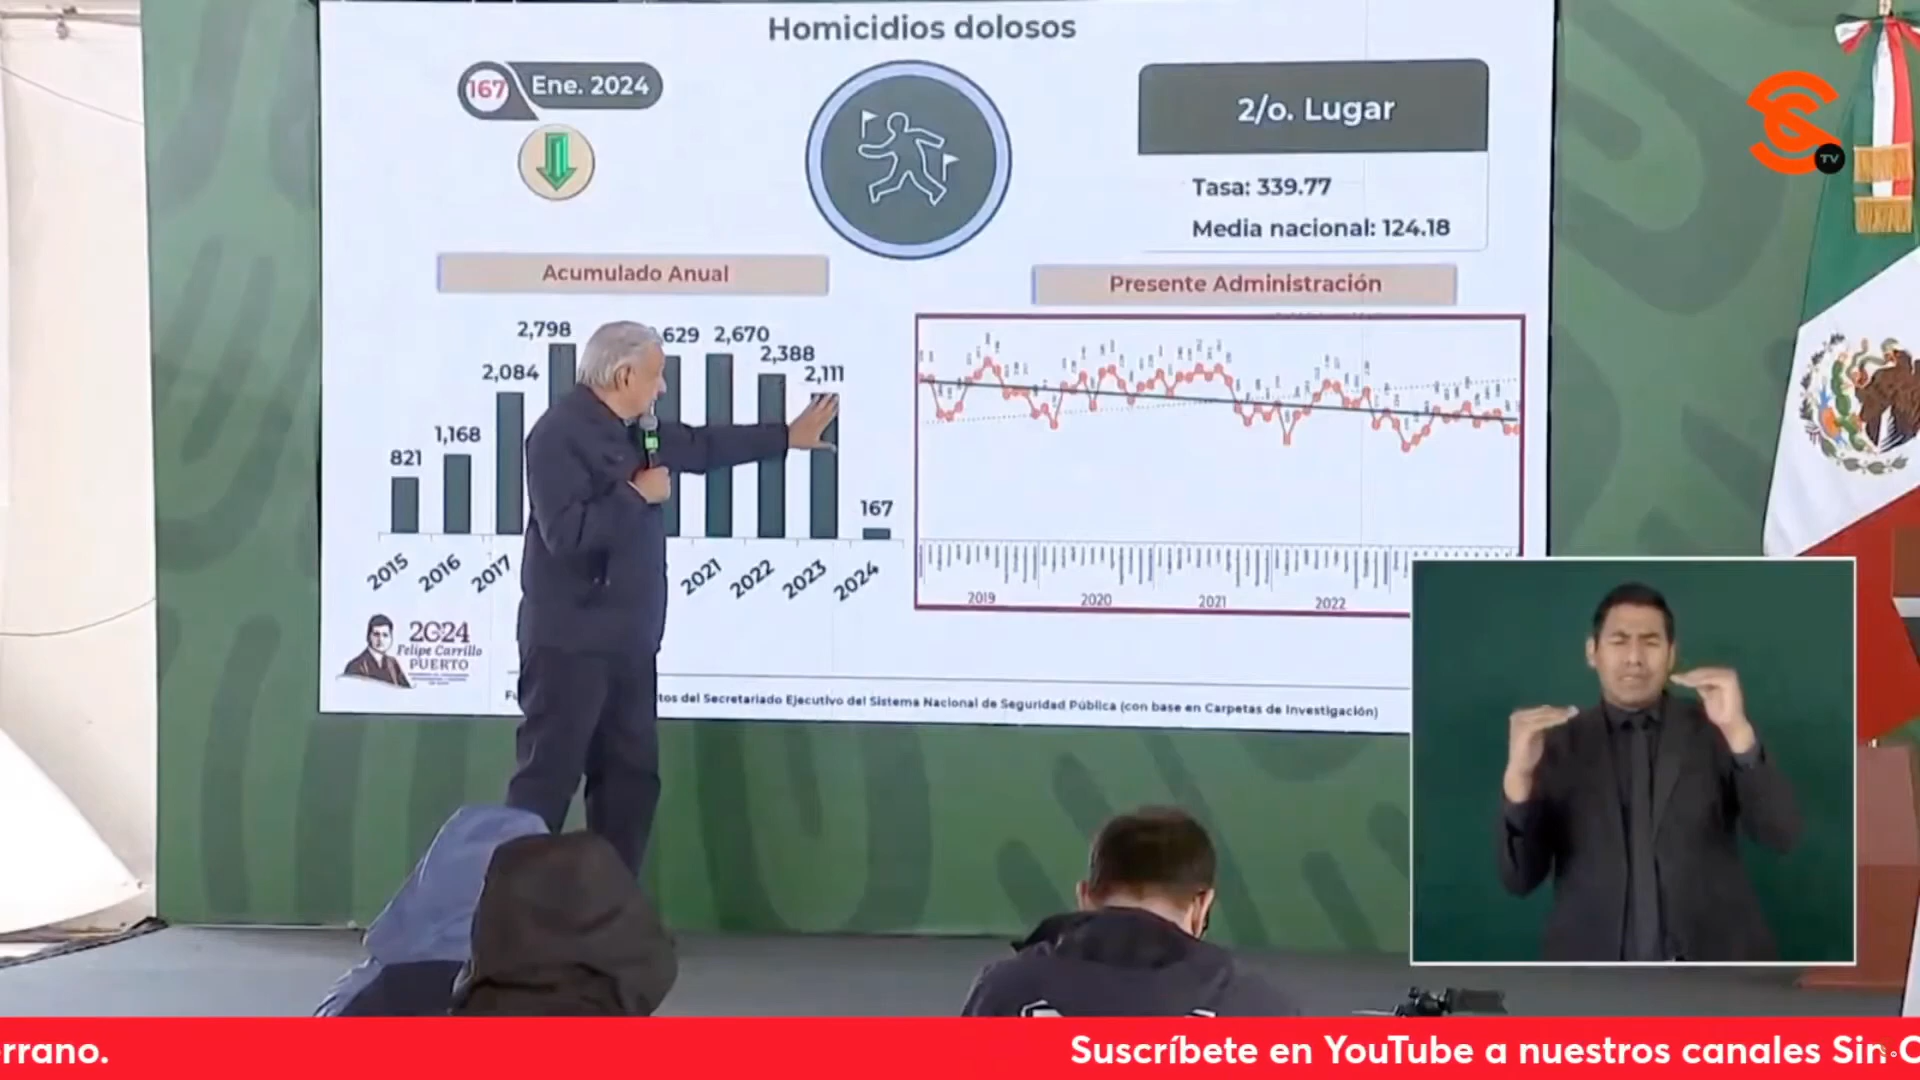 Homicidios dolosos
167 Ene. 2024
2/o. Lugar
Tasa: 339.77
Media nacional: 124.18
TV
Acumulado Anual
Presente Administración
2,798
629
2,670
2,388
2,111
2,084
1,168
821
167
2015
2016
2017
2021
2022
2023
2024
2019
2020
2021
2022
2024
Felipe Carrillo
PUERTO
del Secretariado Ejecutivo del Sistema Nacional de Seguridad Pública (con base en Carpetas de Investigación)
rrano.
Suscríbete en YouTube a nuestros canales Sin